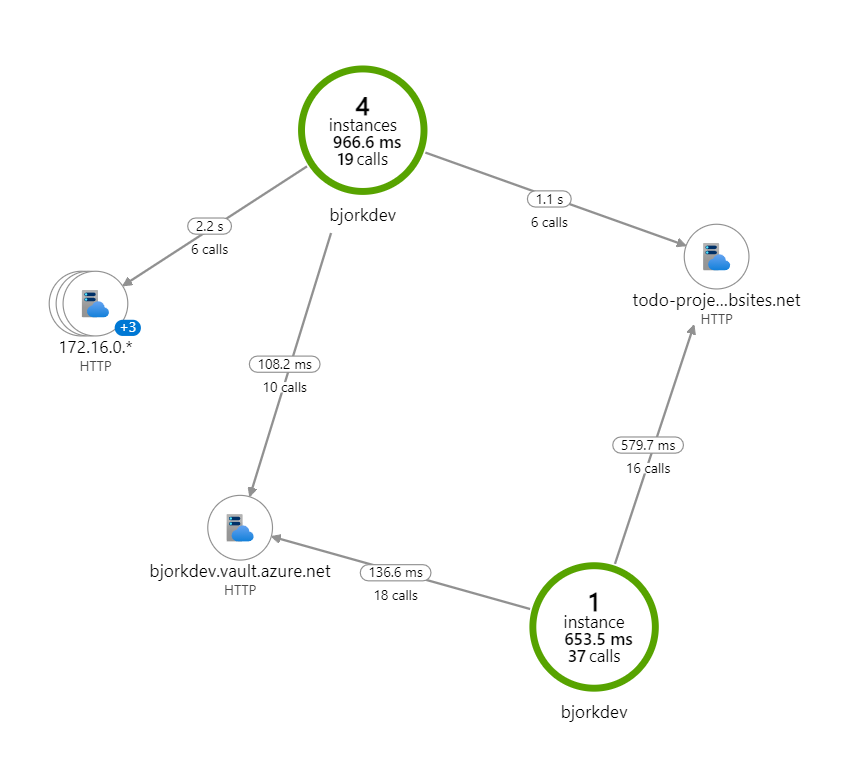 4
instances
966.6 ms
19 calls
bjorkdev
2.2 s
6 calls
1.1 s
6 calls
+3
172.16.0.*
HTTP
todo-proje...bsites.net
HTTP
108.2 ms
10 calls
579.7 ms
16 calls
bjorkdev.vault.azure.net
HTTP
136.6 ms
18 calls
1
instance
653.5 ms
37 calls
bjorkdev